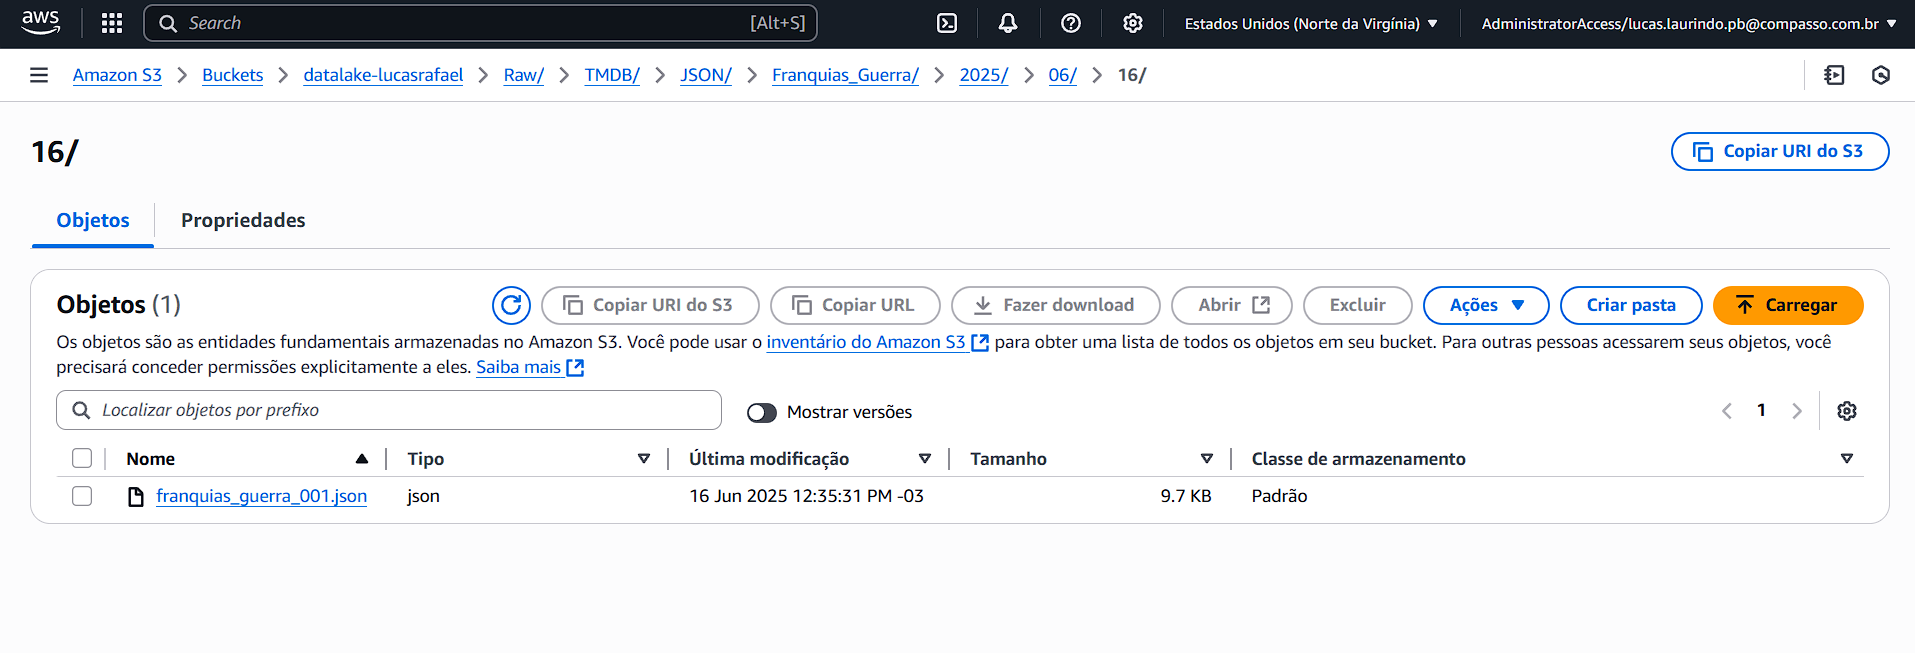 aws Search [Alt+S] Estados Unidos (Norte da Virgínia) AdministratorAccess/lucas.laurindo.pb@compasso.com.br
Amazon S3 Buckets datalake-lucasrafael Raw/ TMDB/ JSON/ Franquias_Guerra/ 2025/ 06/ 16/
16/ Copiar URI do S3
Objetos Propriedades
Objetos (1) Copiar URI do S3 Copiar URL Fazer download Abrir Excluir Ações Criar pasta Carregar
Os objetos são as entidades fundamentais armazenadas no Amazon S3. Você pode usar o inventário do Amazon S3 para obter uma lista de todos os objetos em seu bucket. Para outras pessoas acessarem seus objetos, você
precisará conceder permissões explicitamente a eles. Saiba mais
Localizar objetos por prefixo Mostrar versões 1
Nome Tipo Última modificação Tamanho Classe de armazenamento
franquias_guerra_001.json json 16 Jun 2025 12:35:31 PM -03 9.7 KB Padrão